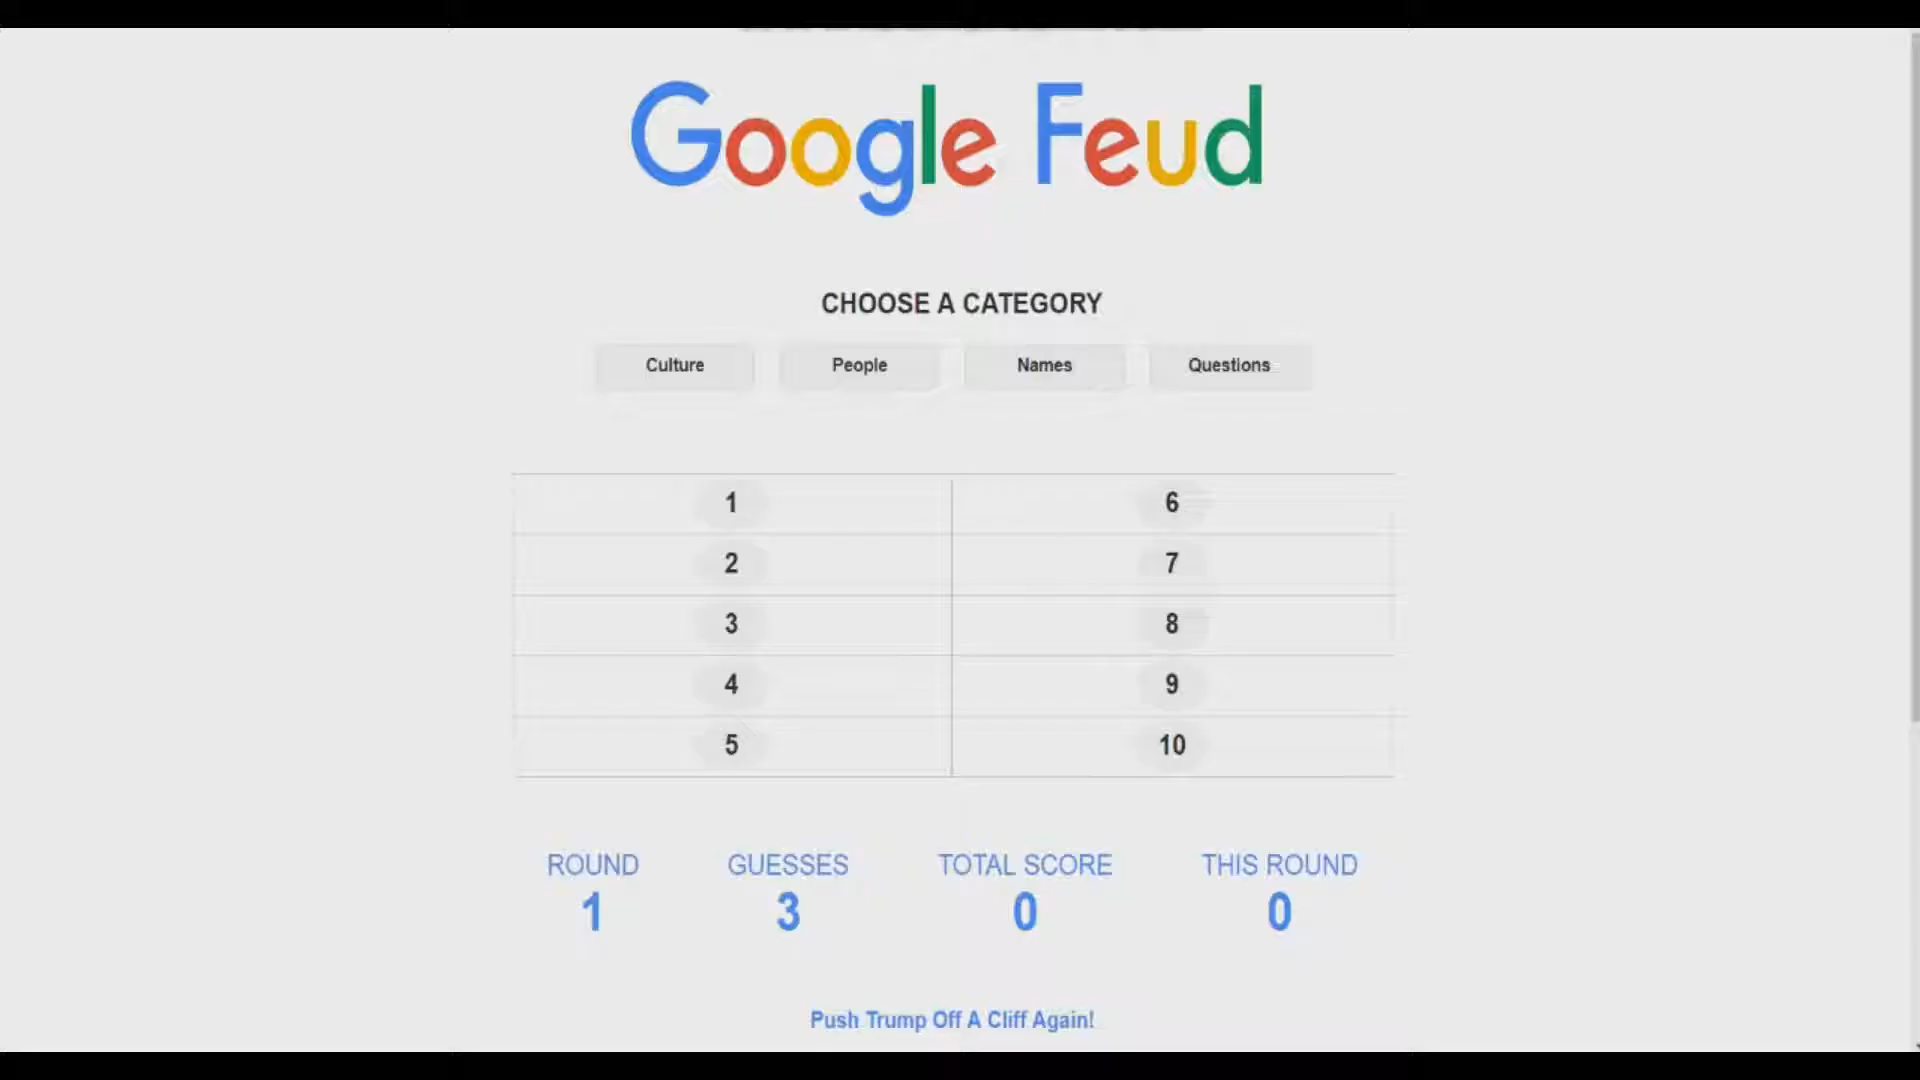 Google Feud
CHOOSE A CATEGORY
Culture People Names Questions
1 6
2 7
3 8
4 9
5 10
ROUND GUESSES TOTAL SCORE THIS ROUND
1 3 0 0
Push Trump Off A Cliff Again!